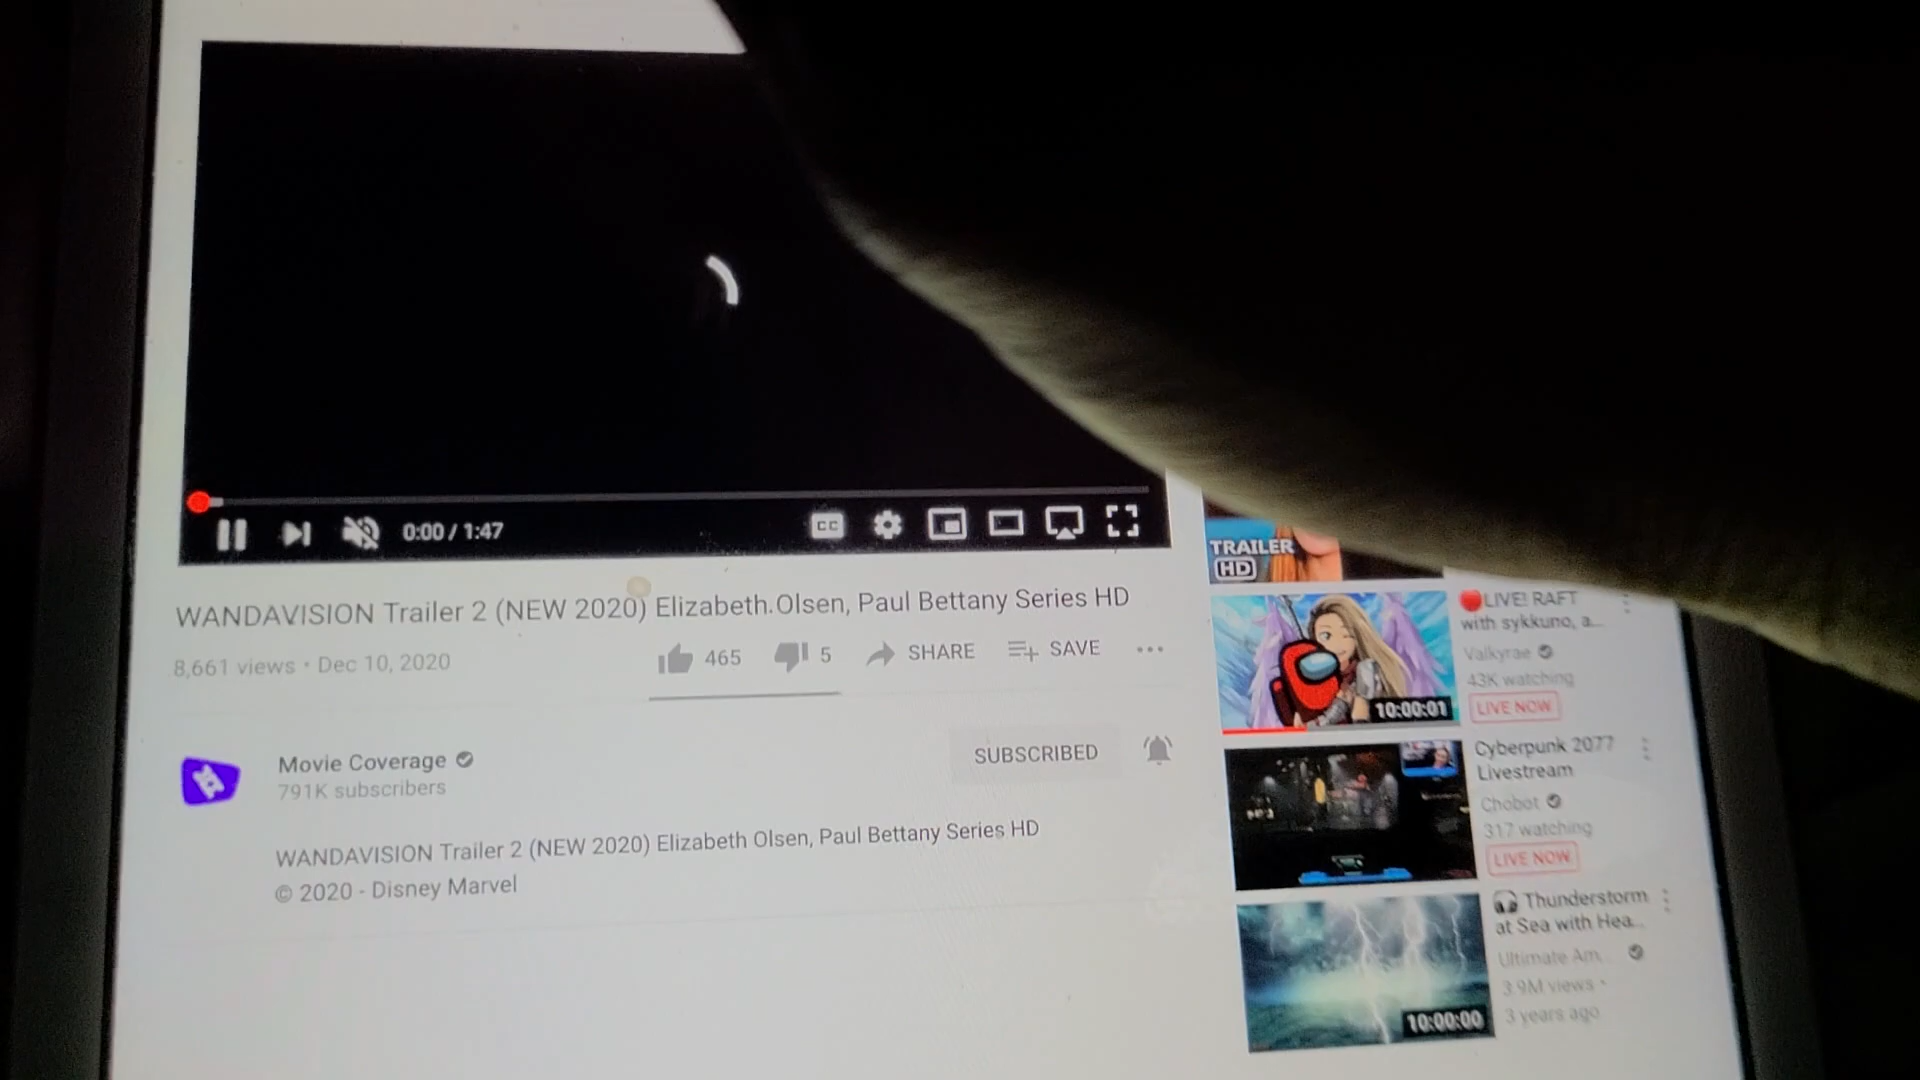 CC
0:00 / 1:47
WANDAVISION Trailer 2 (NEW 2020) Elizabeth Olsen, Paul Bettany Series HD
8,661 views • Dec 10, 2020
465
5
SHARE
SAVE
Movie Coverage
791K subscribers
SUBSCRIBED
WANDAVISION Trailer 2 (NEW 2020) Elizabeth Olsen, Paul Bettany Series HD
© 2020 - Disney Marvel
TRAILER
HD
LIVE! RAFT
with sykkuno, a...
Valkyrae
43K watching
LIVE NOW
10:00:01
Cyberpunk 2077
Livestream
Chobot
317 watching
LIVE NOW
Thunderstorm
at Sea with Hea...
Ultimate Am...
3.9M views •
3 years ago
10:00:00